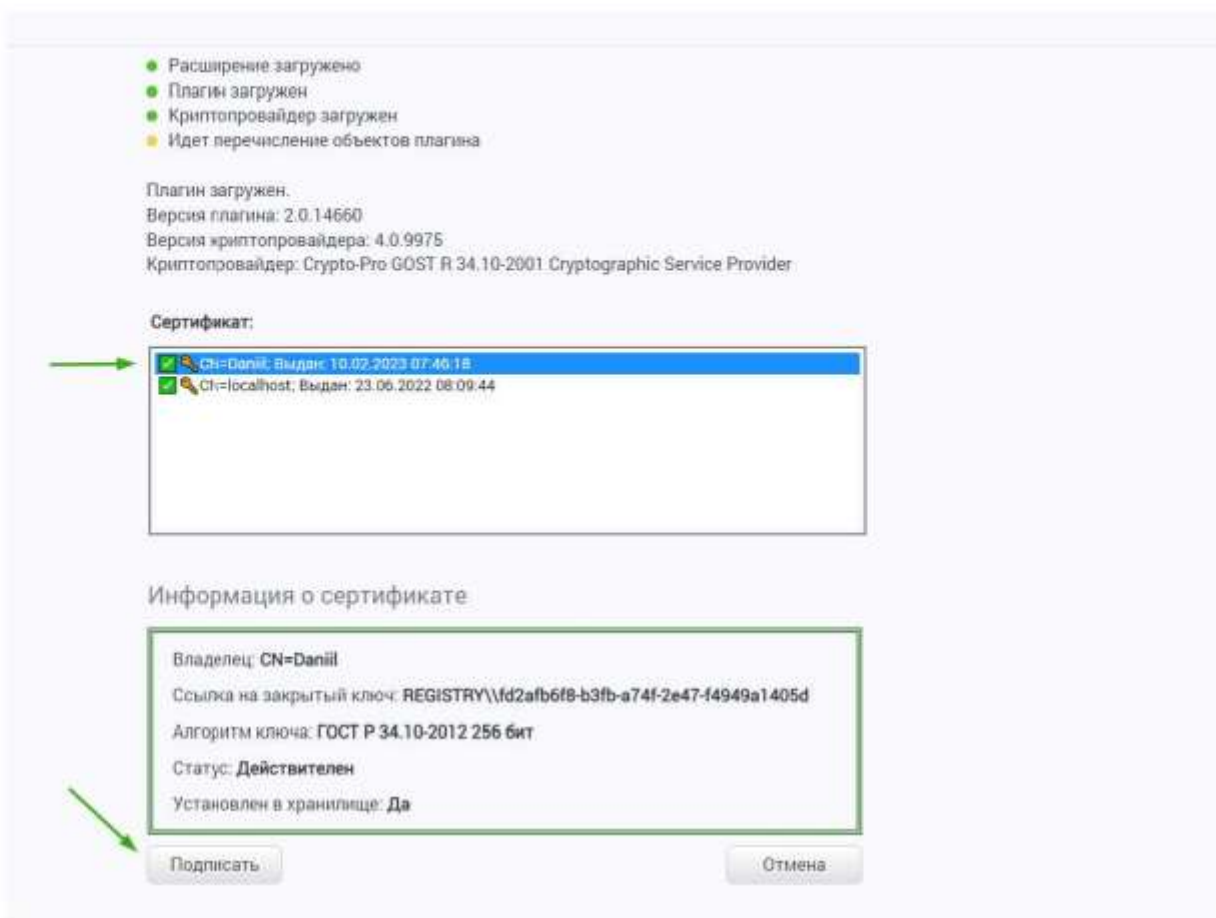 Расширение загружено
Плагин загружен
Криптопровайдер загружен
Идет перечисление объектов плагина
Плагин загружен.
Версия плагина: 2.0.14660
Версия криптопровайдера: 4.0.9975
Криптопровайдер: Crypto-Pro GOST R 34.10-2001 Cryptographic Service Provider
Сертификат:
CN=Daniil; Выдан: 10.02.2023 07:46:18
CN=localhost; Выдан: 23.06.2022 08:09:44
Информация о сертификате
Владелец: CN=Daniil
Ссылка на закрытый ключ: REGISTRY\\fd2afb6f8-b3fb-a74f-2e47-f4949a1405d
Алгоритм ключа: ГОСТ Р 34.10-2012 256 бит
Статус: Действителен
Установлен в хранилище: Да
Подписать Отмена